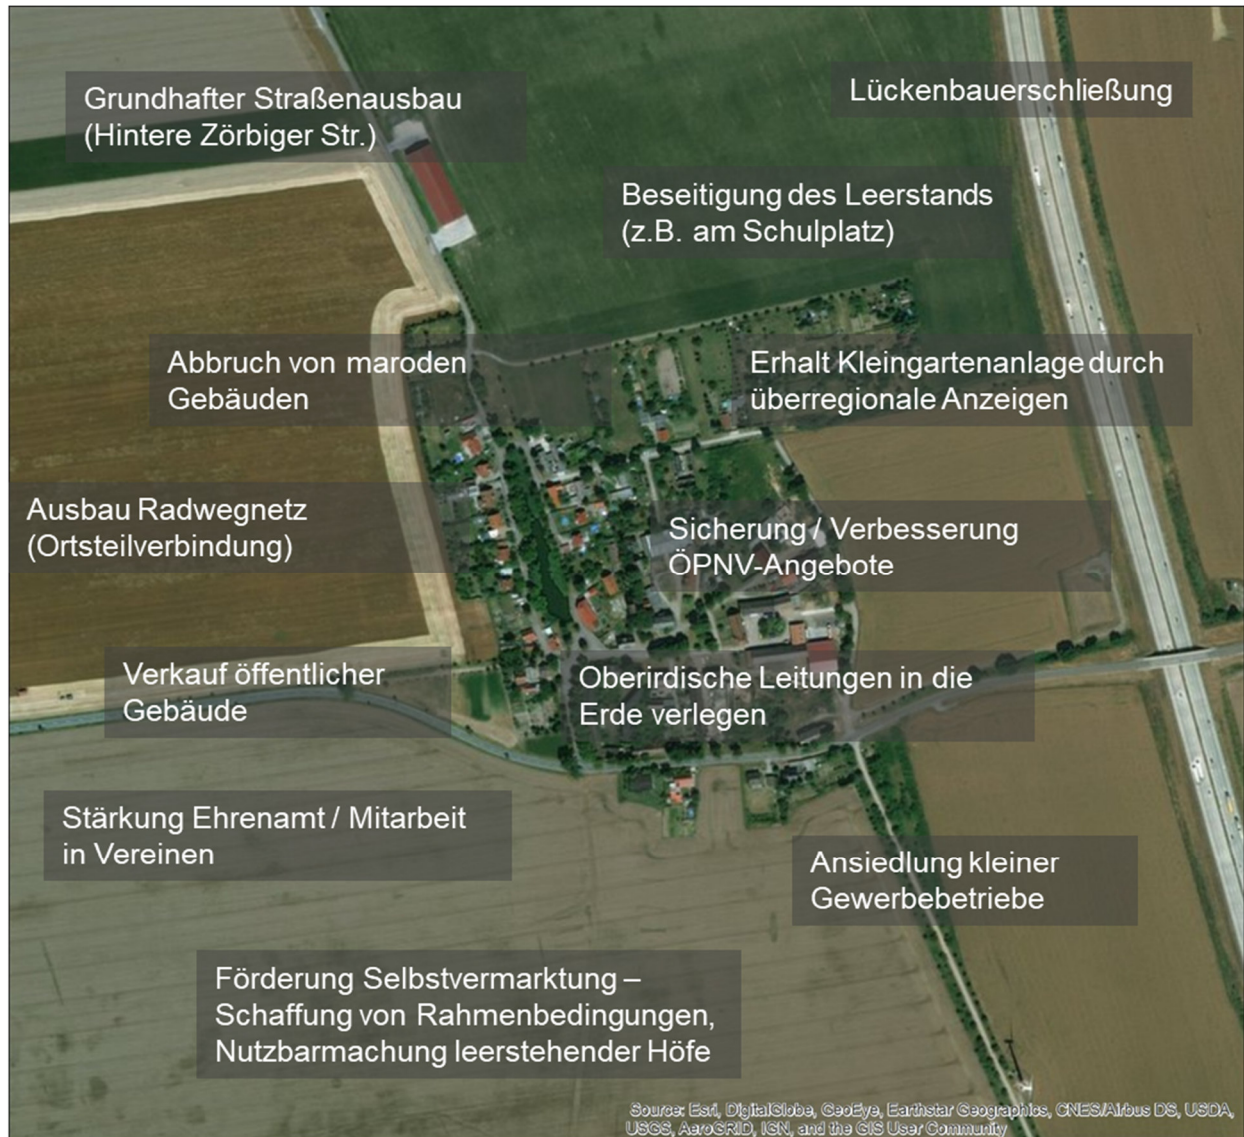 Grundhafter Straßenausbau
(Hintere Zörbiger Str.)
Lückenbauerschließung
Beseitigung des Leerstands
(z.B. am Schulplatz)
Abbruch von maroden
Gebäuden
Erhalt Kleingartenanlage durch
überregionale Anzeigen
Ausbau Radwegnetz
(Ortsteilverbindung)
Sicherung / Verbesserung
ÖPNV-Angebote
Verkauf öffentlicher
Gebäude
Oberirdische Leitungen in die
Erde verlegen
Stärkung Ehrenamt / Mitarbeit
in Vereinen
Ansiedlung kleiner
Gewerbebetriebe
Förderung Selbstvermarktung –
Schaffung von Rahmenbedingungen,
Nutzbarmachung leerstehender Höfe
Source: Esri, DigitalGlobe, GeoEye, Earthstar Geographics, CNES/Airbus DS, USDA,
USGS, AeroGRID, IGN, and the GIS User Community